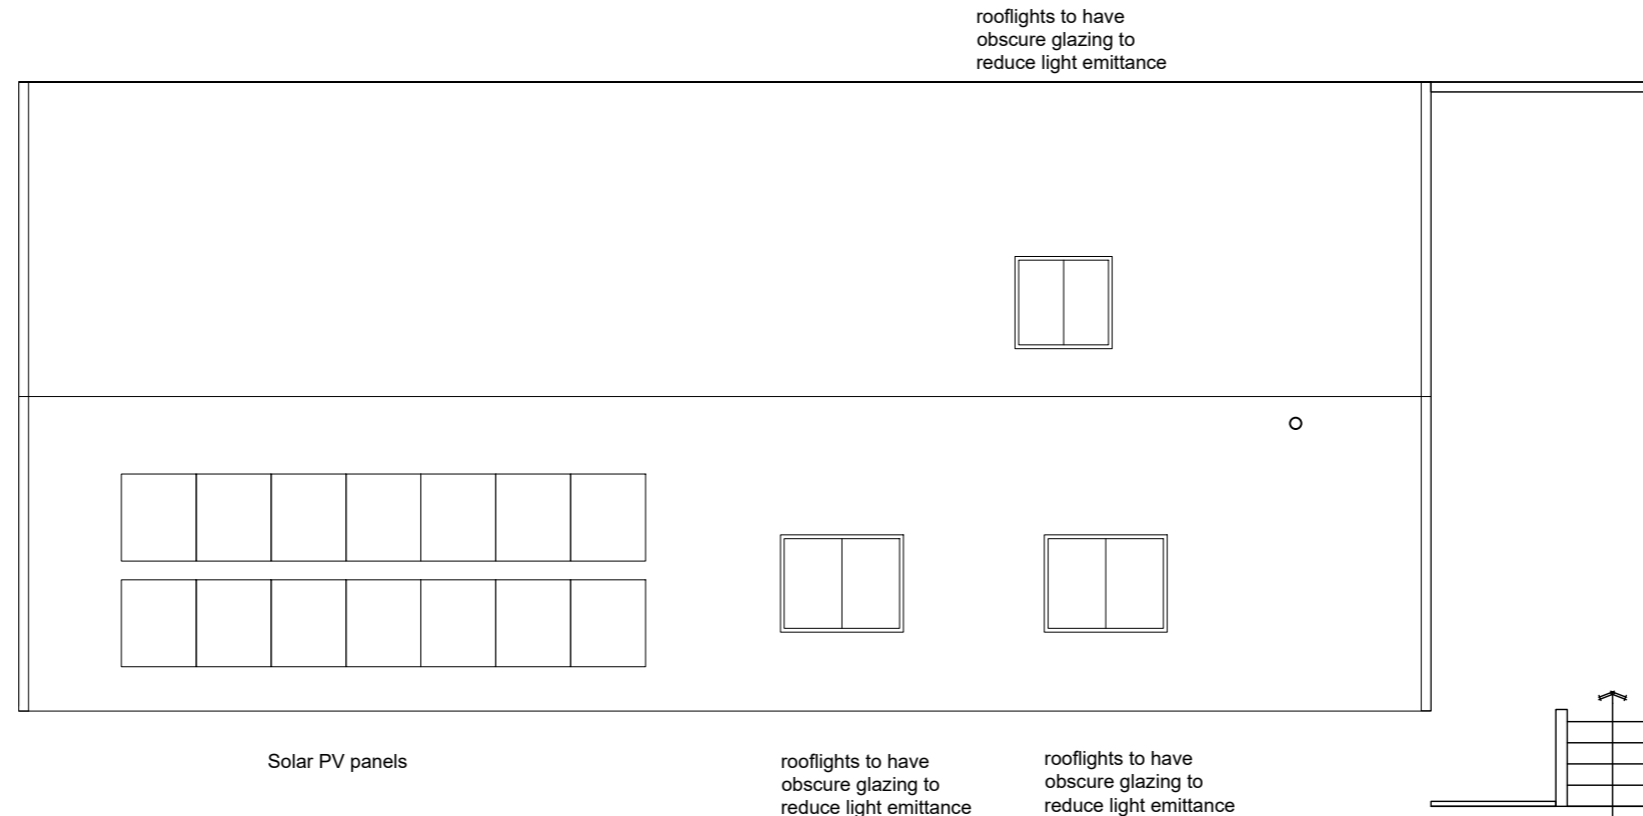 rooflights to have
obscure glazing to
reduce light emittance
Solar PV panels
rooflights to have
obscure glazing to
reduce light emittance
rooflights to have
obscure glazing to
reduce light emittance